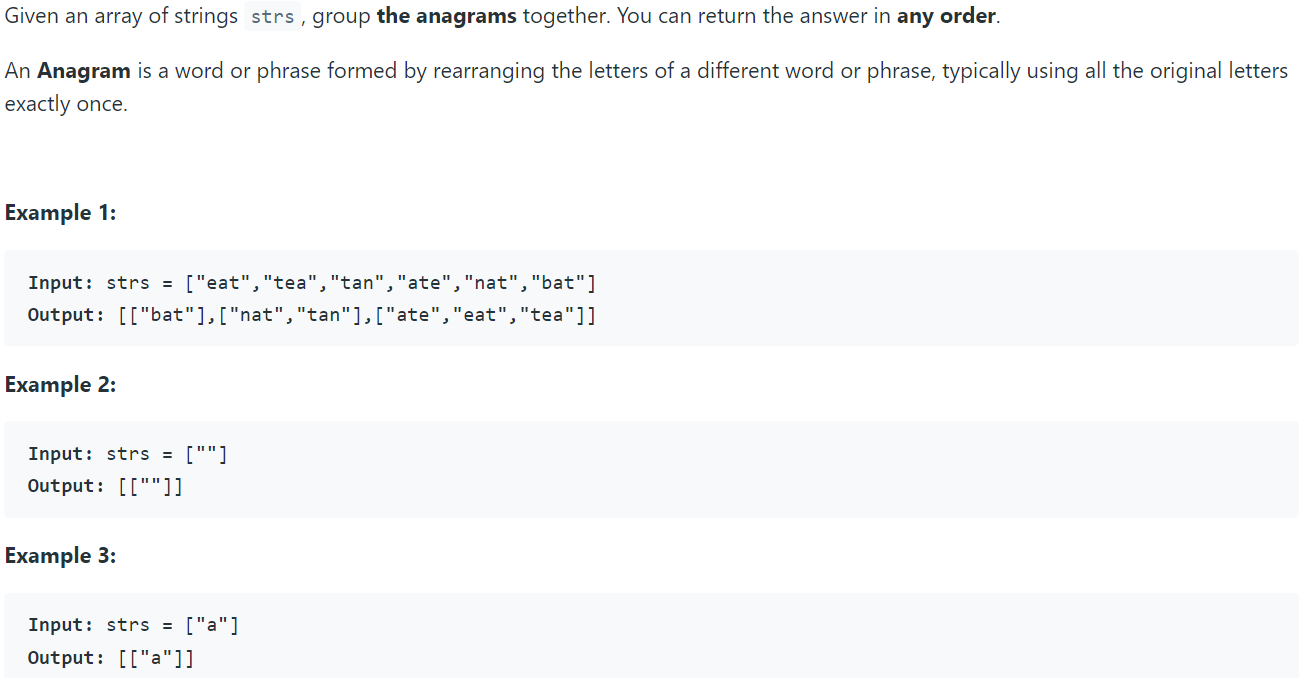 Given an array of strings strs , group the anagrams together. You can return the answer in any order.
An Anagram is a word or phrase formed by rearranging the letters of a different word or phrase, typically using all the original letters
exactly once.
Example 1:
Input: strs = ["eat","tea","tan","ate","nat","bat"]
Output: [["bat"],["nat","tan"],["ate","eat","tea"]]
Example 2:
Input: strs = [""]
Output: [[""]]
Example 3:
Input: strs = ["a"]
Output: [["a"]]